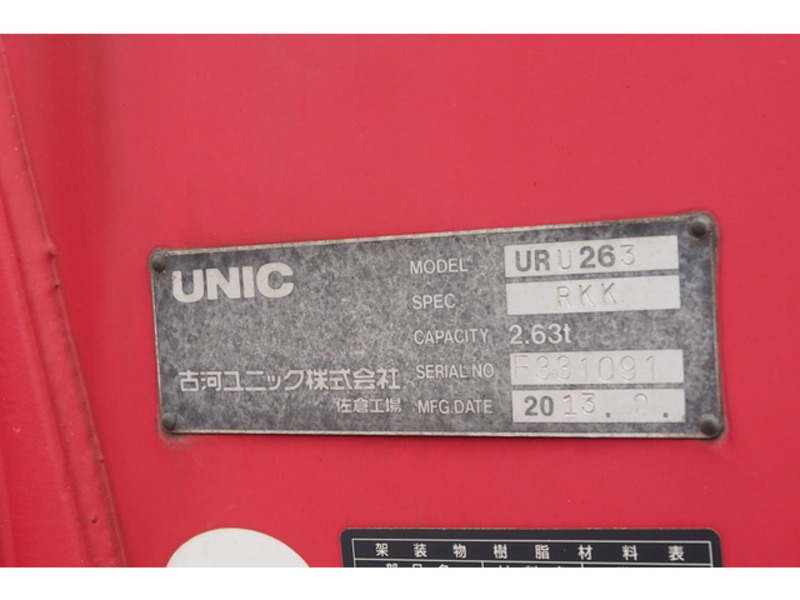 UNIC
MODEL URU263
SPEC. RKK
CAPACITY 2.63t
古河ユニック株式会社 SERIAL NO F331091
佐倉工場 MFG.DATE 2013.2.
架装物樹脂材料表